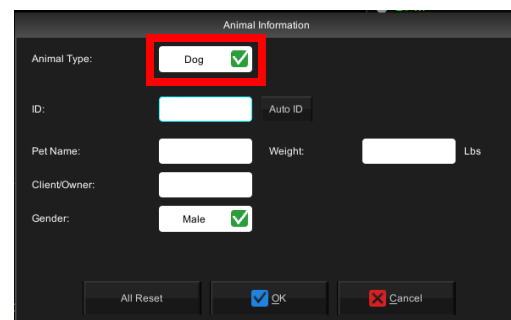 Animal Information
Animal Type: Dog
ID: Auto ID
Pet Name: Weight: Lbs
Client/Owner:
Gender: Male
All Reset OK Cancel